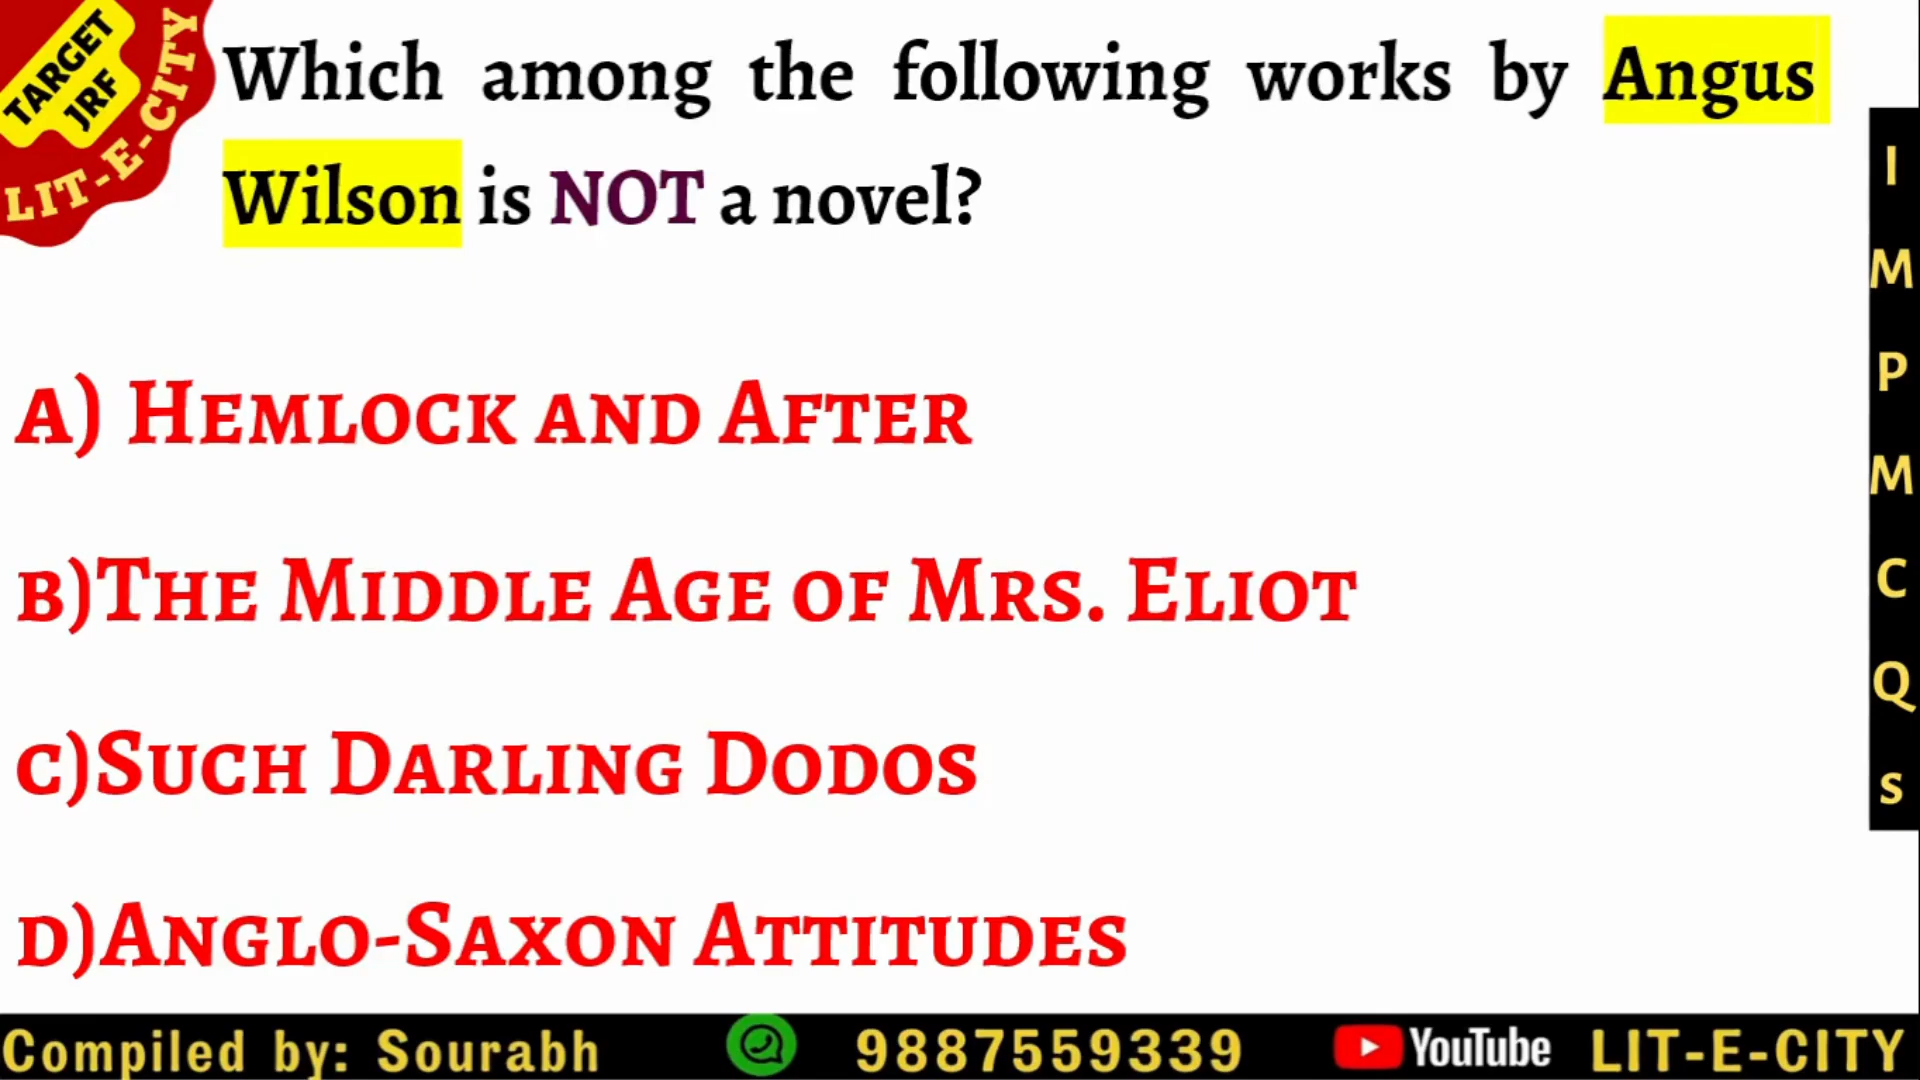 TARGET
JRF
LIT-E-CITY
Which among the following works by Angus
Wilson is NOT a novel?
A) Hemlock and After
B)The Middle Age of Mrs. Eliot
C)Such Darling Dodos
D)Anglo-Saxon Attitudes
I
M
P
M
C
Q
s
Compiled by: Sourabh 9887559339 YouTube LIT-E-CITY